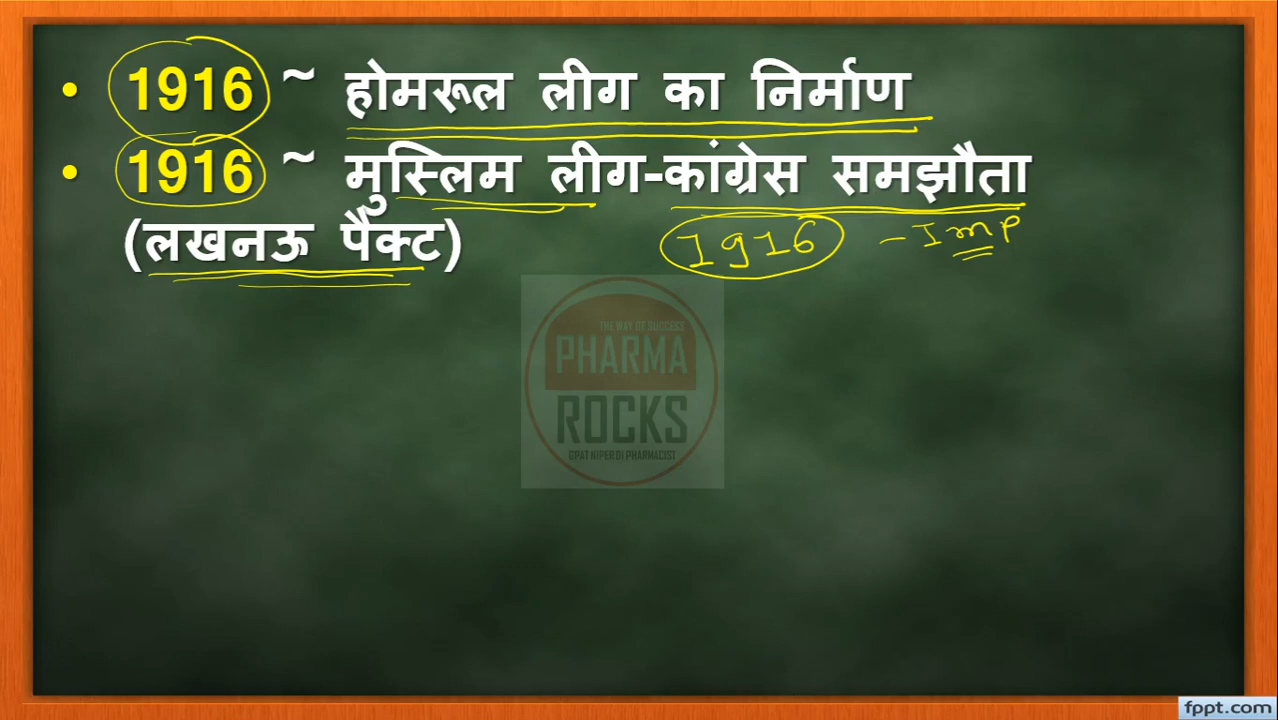 • 1916 ~ होमरूल लीग का निर्माण
• 1916 ~ मुस्लिम लीग-कांग्रेस समझौता
(लखनऊ पैक्ट) 1916 - Imp
THE WAY OF SUCCESS
PHARMA
ROCKS
GPAT NIPER DI PHARMACIST
fppt.com